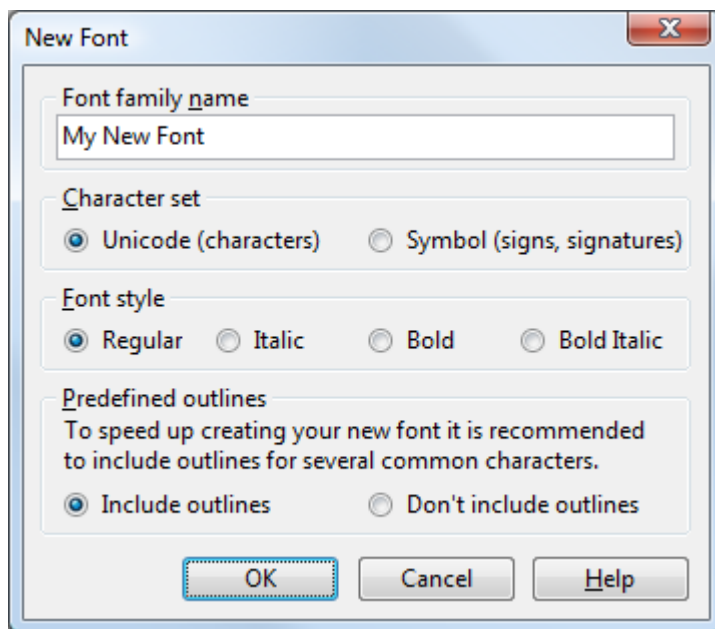 New Font
Font family name
My New Font
Character set
Unicode (characters) Symbol (signs, signatures)
Font style
Regular Italic Bold Bold Italic
Predefined outlines
To speed up creating your new font it is recommended
to include outlines for several common characters.
Include outlines Don't include outlines
OK Cancel Help